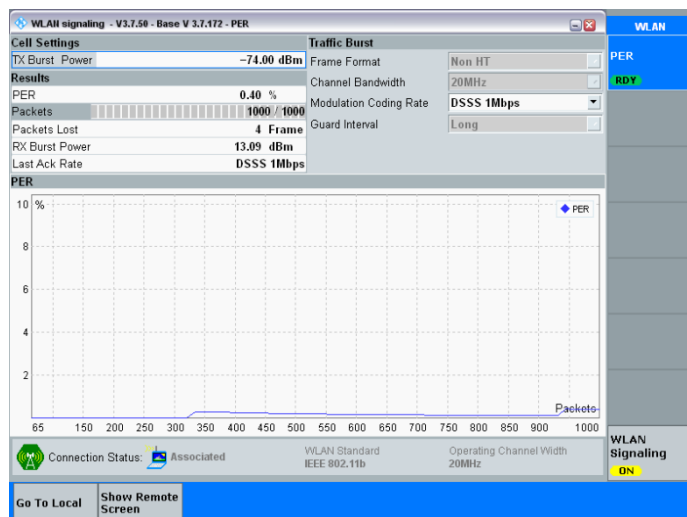 WLAN signaling - V3.7.50 - Base V 3.7.172 - PER
WLAN
Cell Settings
TX Burst Power -74.00 dBm
Results
PER 0.40 %
Packets 1000 / 1000
Packets Lost 4 Frame
RX Burst Power 13.09 dBm
Last Ack Rate DSSS 1Mbps
Traffic Burst
Frame Format Non HT
Channel Bandwidth 20MHz
Modulation Coding Rate DSSS 1Mbps
Guard Interval Long
PER
RDY
PER
10 %
PER
8
6
4
2
Packets
65 150 200 250 300 350 400 450 500 550 600 650 700 750 800 850 900 1000
Connection Status: Associated
WLAN Standard
IEEE 802.11b
Operating Channel Width
20MHz
WLAN
Signaling
ON
Go To Local
Show Remote
Screen